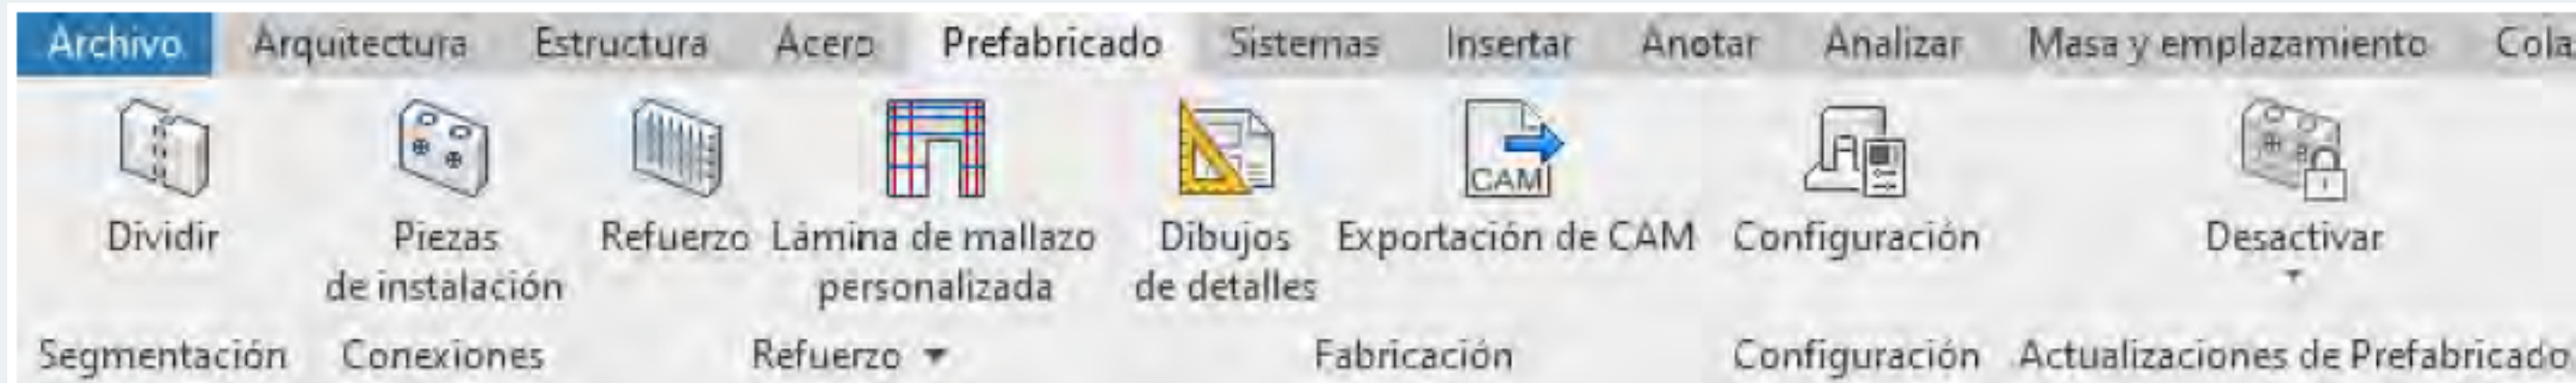 Archivo Arquitectura Estructura Acero Prefabricado Sistemas Insertar Anotar Analizar Masa y emplazamiento Cola
CAM
Dividir Piezas Refuerzo Lámina de mallazo Dibujos Exportación de CAM Configuración Desactivar
de instalación personalizada de detalles
Segmentación Conexiones Refuerzo Fabricación Configuración Actualizaciones de Prefabricado